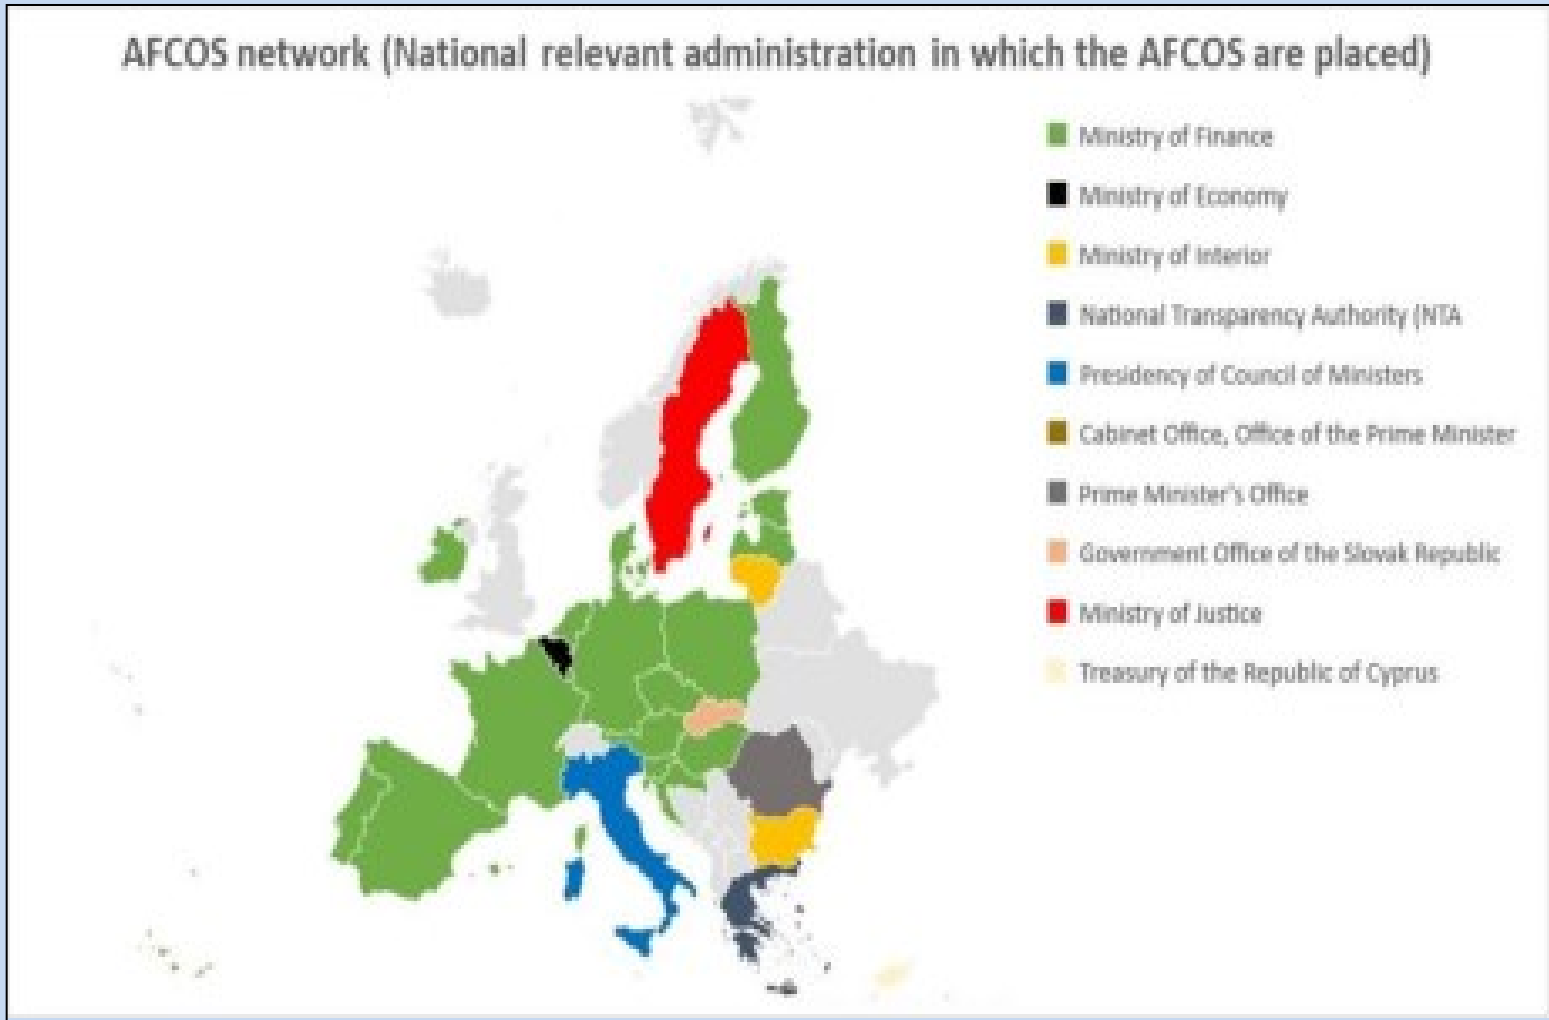 AFCOS network (National relevant administration in which the AFCOS are placed)
Ministry of Finance
Ministry of Economy
Ministry of Interior
National Transparency Authority (NTA
Presidency of Council of Ministers
Cabinet Office, Office of the Prime Minister
Prime Minister's Office
Government Office of the Slovak Republic
Ministry of Justice
Treasury of the Republic of Cyprus